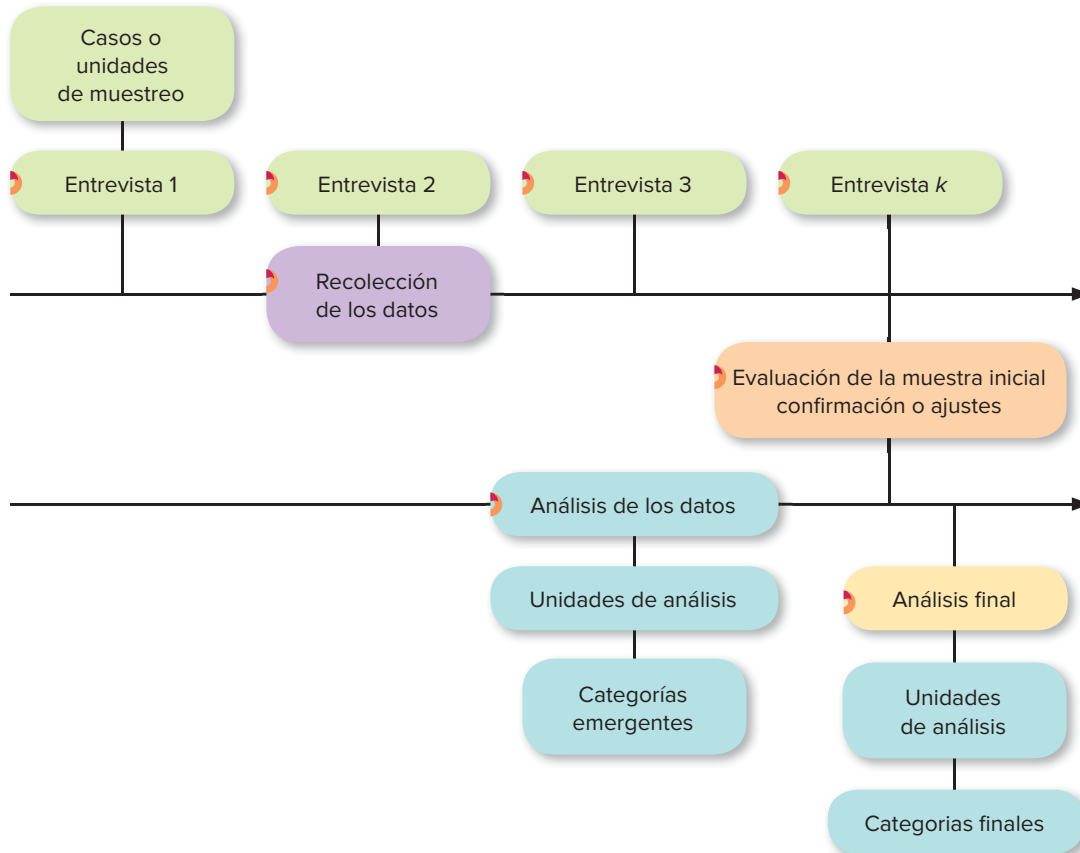 Casos o
unidades
de muestreo
Entrevista 1
Entrevista 2
Entrevista 3
Entrevista k
Recolección
de los datos
Evaluación de la muestra inicial
confirmación o ajustes
Análisis de los datos
Unidades de análisis
Análisis final
Categorías
emergentes
Unidades
de análisis
Categorias finales